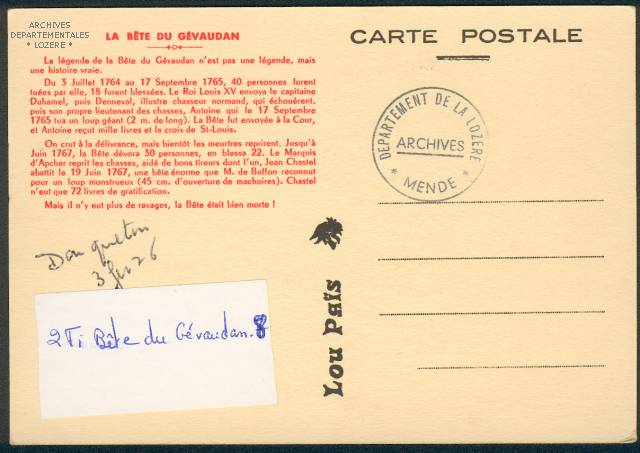 ARCHIVES
DEPARTEMENTALES
* LOZERE *
LA BÊTE DU GÉVAUDAN
La légende de la Bête du Gévaudan n'est pas une légende, mais
une histoire vraie.
Du 3 Juillet 1764 au 17 Septembre 1765, 40 personnes furent
tuées par elle, 18 furent blessées. Le Roi Louis XV envoya le capitaine
Duhamel, puis Denneval, illustre chasseur normand, qui échouèrent,
puis son propre lieutenant des chasses, Antoine qui le 17 Septembre
1765 tua un loup géant (2 m. de long). La Bête fut envoyée à la Cour,
et Antoine reçut mille livres et la croix de St-Louis.
On crut à la délivrance, mais bientôt les meurtres repirent. Jusqu'à
Juin 1767, la Bête dévora 30 personnes, en blessa 22. Le Marquis
d'Apcher reprit les chasses, aidé de bons tireurs dont l'un, Jean Chastel
abattit le 19 Juin 1767, une bête énorme que M. de Buffon reconnut
pour un loup monstrueux (45 cm. d'ouverture de machoires). Chastel
n'eut que 72 livres de gratification.
Mais il n'y eut plus de ravages, la Bête était bien morte !
Don
3 76
2 Fi Bête du Gévaudan. 8
Lou Païs
CARTE POSTALE
DEPARTEMENT DE LA LOZERE
ARCHIVES
* MENDE *